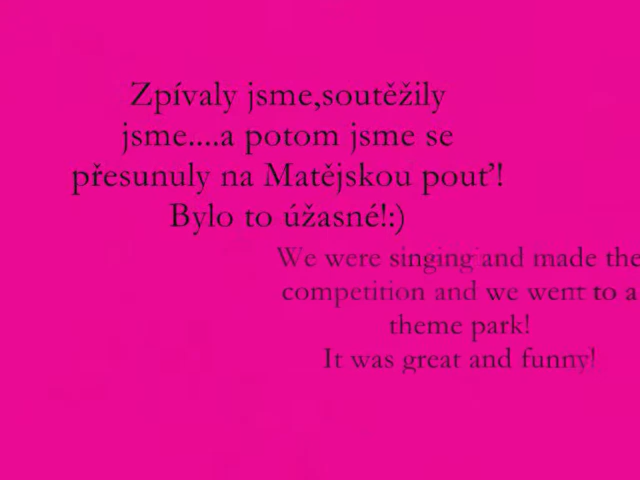 Zpívaly jsme,soutěžily
jsme....a potom jsme se
přesunuly na Matějskou pouť!
Bylo to úžasné!:)
We were singing and made the
competition and we went to a
theme park!
It was great and funny!